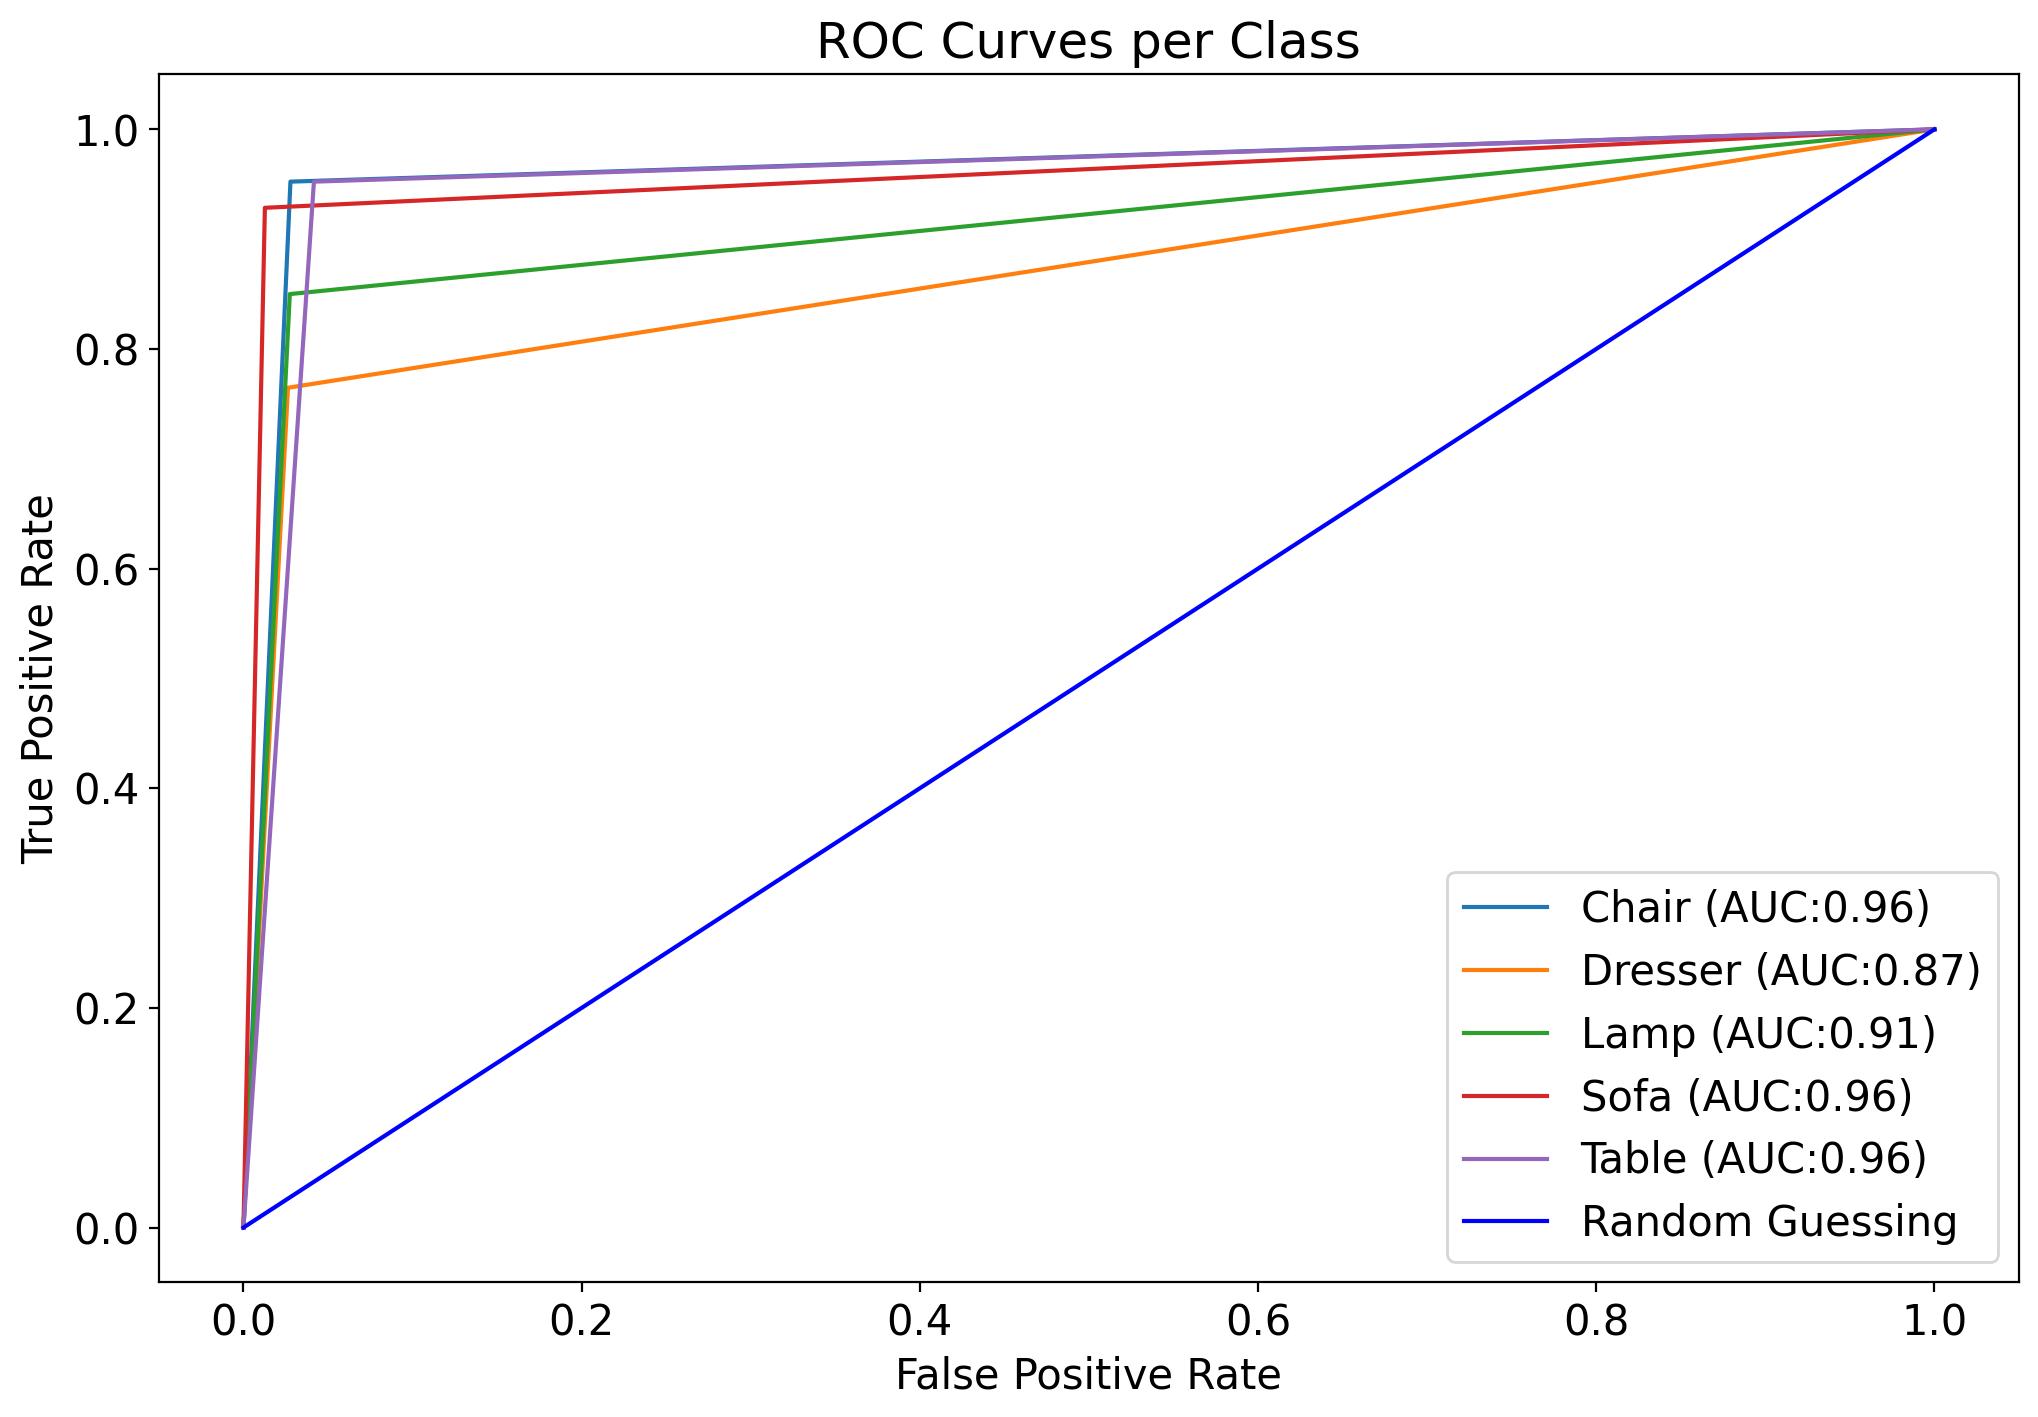 ROC Curves per Class
True Positive Rate
1.0
0.8
0.6
0.4
0.2
0.0
Chair (AUC:0.96)
Dresser (AUC:0.87)
Lamp (AUC:0.91)
Sofa (AUC:0.96)
Table (AUC:0.96)
Random Guessing
0.0 0.2 0.4 0.6 0.8 1.0
False Positive Rate